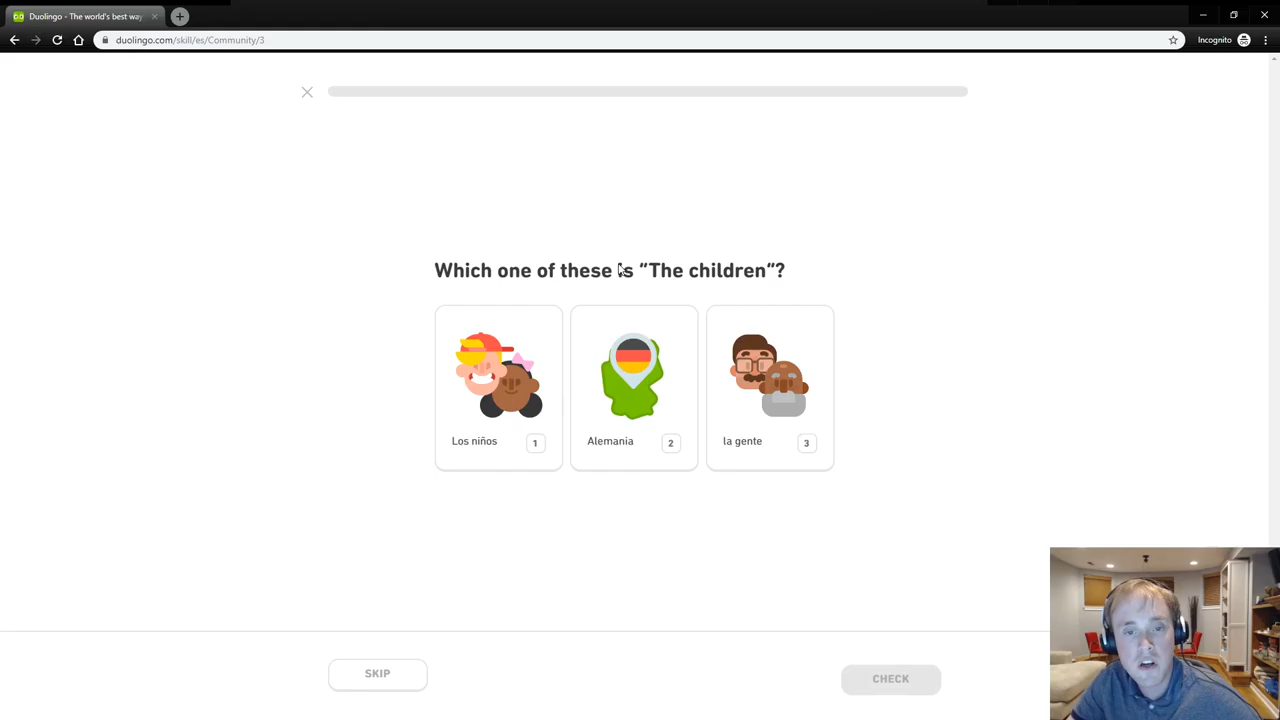 Duolingo - The world's best way
duolingo.com/skill/es/Community/3
Incognito
Which one of these is "The children"?
Los niños 1
Alemania 2
la gente 3
SKIP
CHECK